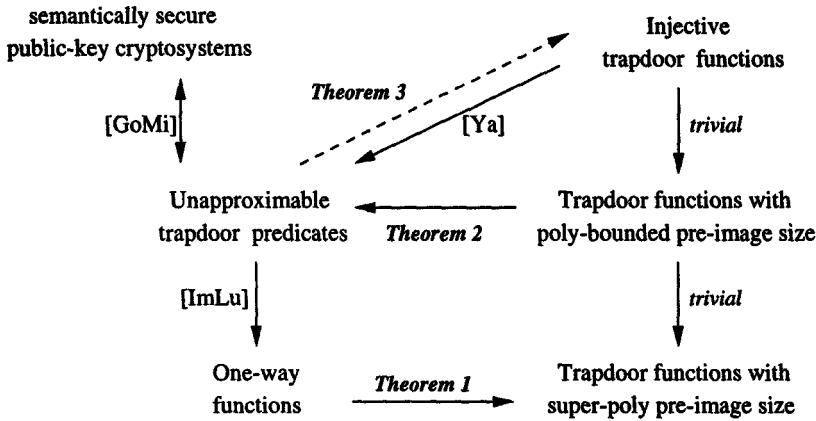 semantically secure
public-key cryptosystems
Injective
trapdoor functions
Theorem 3
[GoMi]
[Ya]
trivial
Unapproximable
trapdoor predicates
Theorem 2
Trapdoor functions with
poly-bounded pre-image size
[ImLu]
trivial
One-way
functions
Theorem 1
Trapdoor functions with
super-poly pre-image size